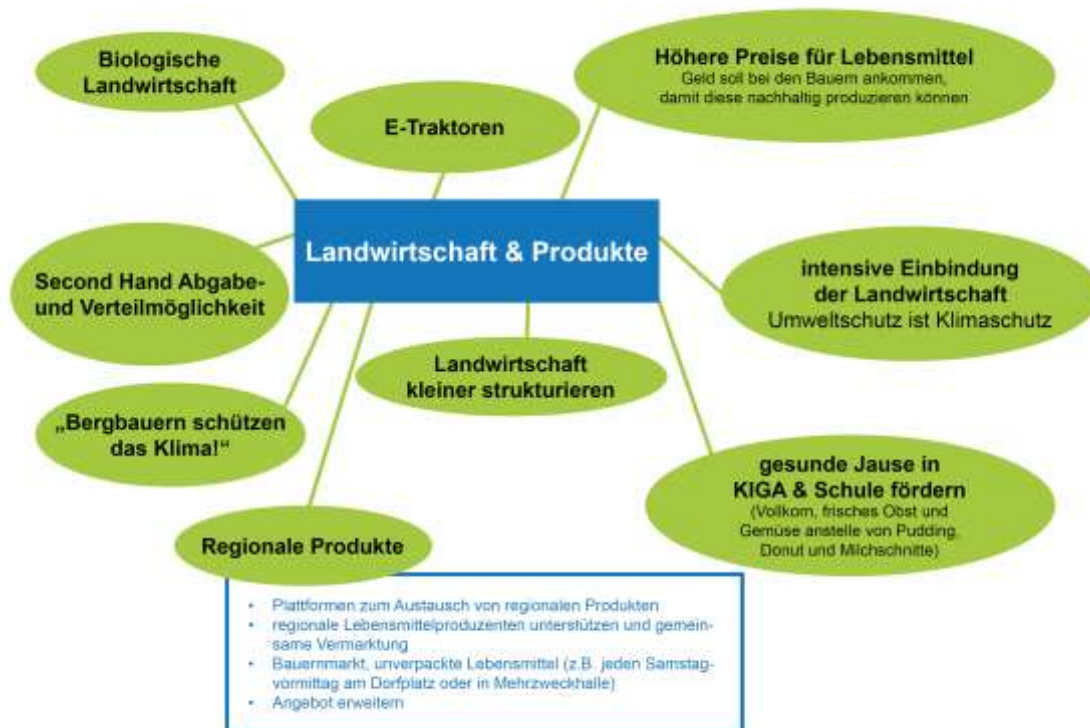 Biologische
Landwirtschaft
E-Traktoren
Höhere Preise für Lebensmittel
Geld soll bei den Bauern ankommen,
damit diese nachhaltig produzieren können
Landwirtschaft & Produkte
Second Hand Abgabe-
und Verteilmöglichkeit
intensive Einbindung
der Landwirtschaft
Umweltschutz ist Klimaschutz
Landwirtschaft
kleiner strukturieren
„Bergbauern schützen
das Klima!“
gesunde Jause in
KIGA & Schule fördern
(Vollkorn, frisches Obst und
Gemüse anstelle von Pudding,
Donut und Milchschnitte)
Regionale Produkte
• Plattformen zum Austausch von regionalen Produkten
• regionale Lebensmittelproduzenten unterstützen und gemein-
same Vermarktung
• Bauernmarkt, unverpackte Lebensmittel (z.B. jeden Samstag-
vormittag am Dorfplatz oder in Mehrzweckhalle)
• Angebot erweitern